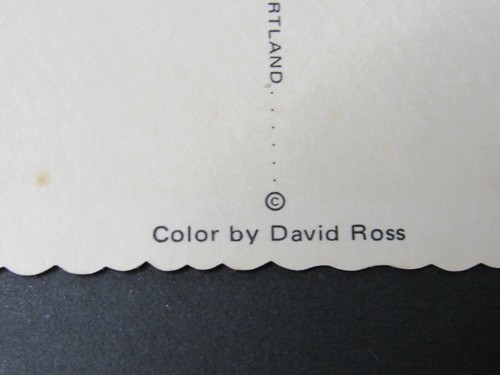 RTLAND. . . . . . ©
Color by David Ross